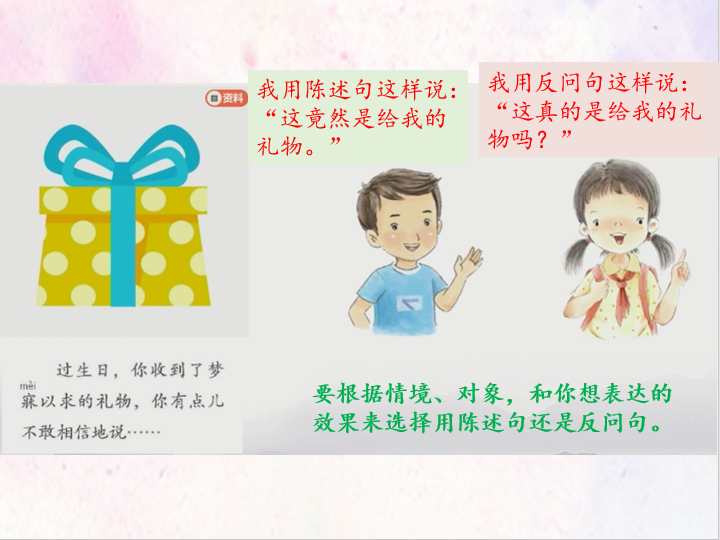 资料
我用陈述句这样说：
“这竟然是给我的
礼物。”
我用反问句这样说：
“这真的是给我的礼
物吗？”
过生日，你收到了梦
mèi
寐以求的礼物，你有点儿
不敢相信地说……
要根据情境、对象，和你想表达的
效果来选择用陈述句还是反问句。